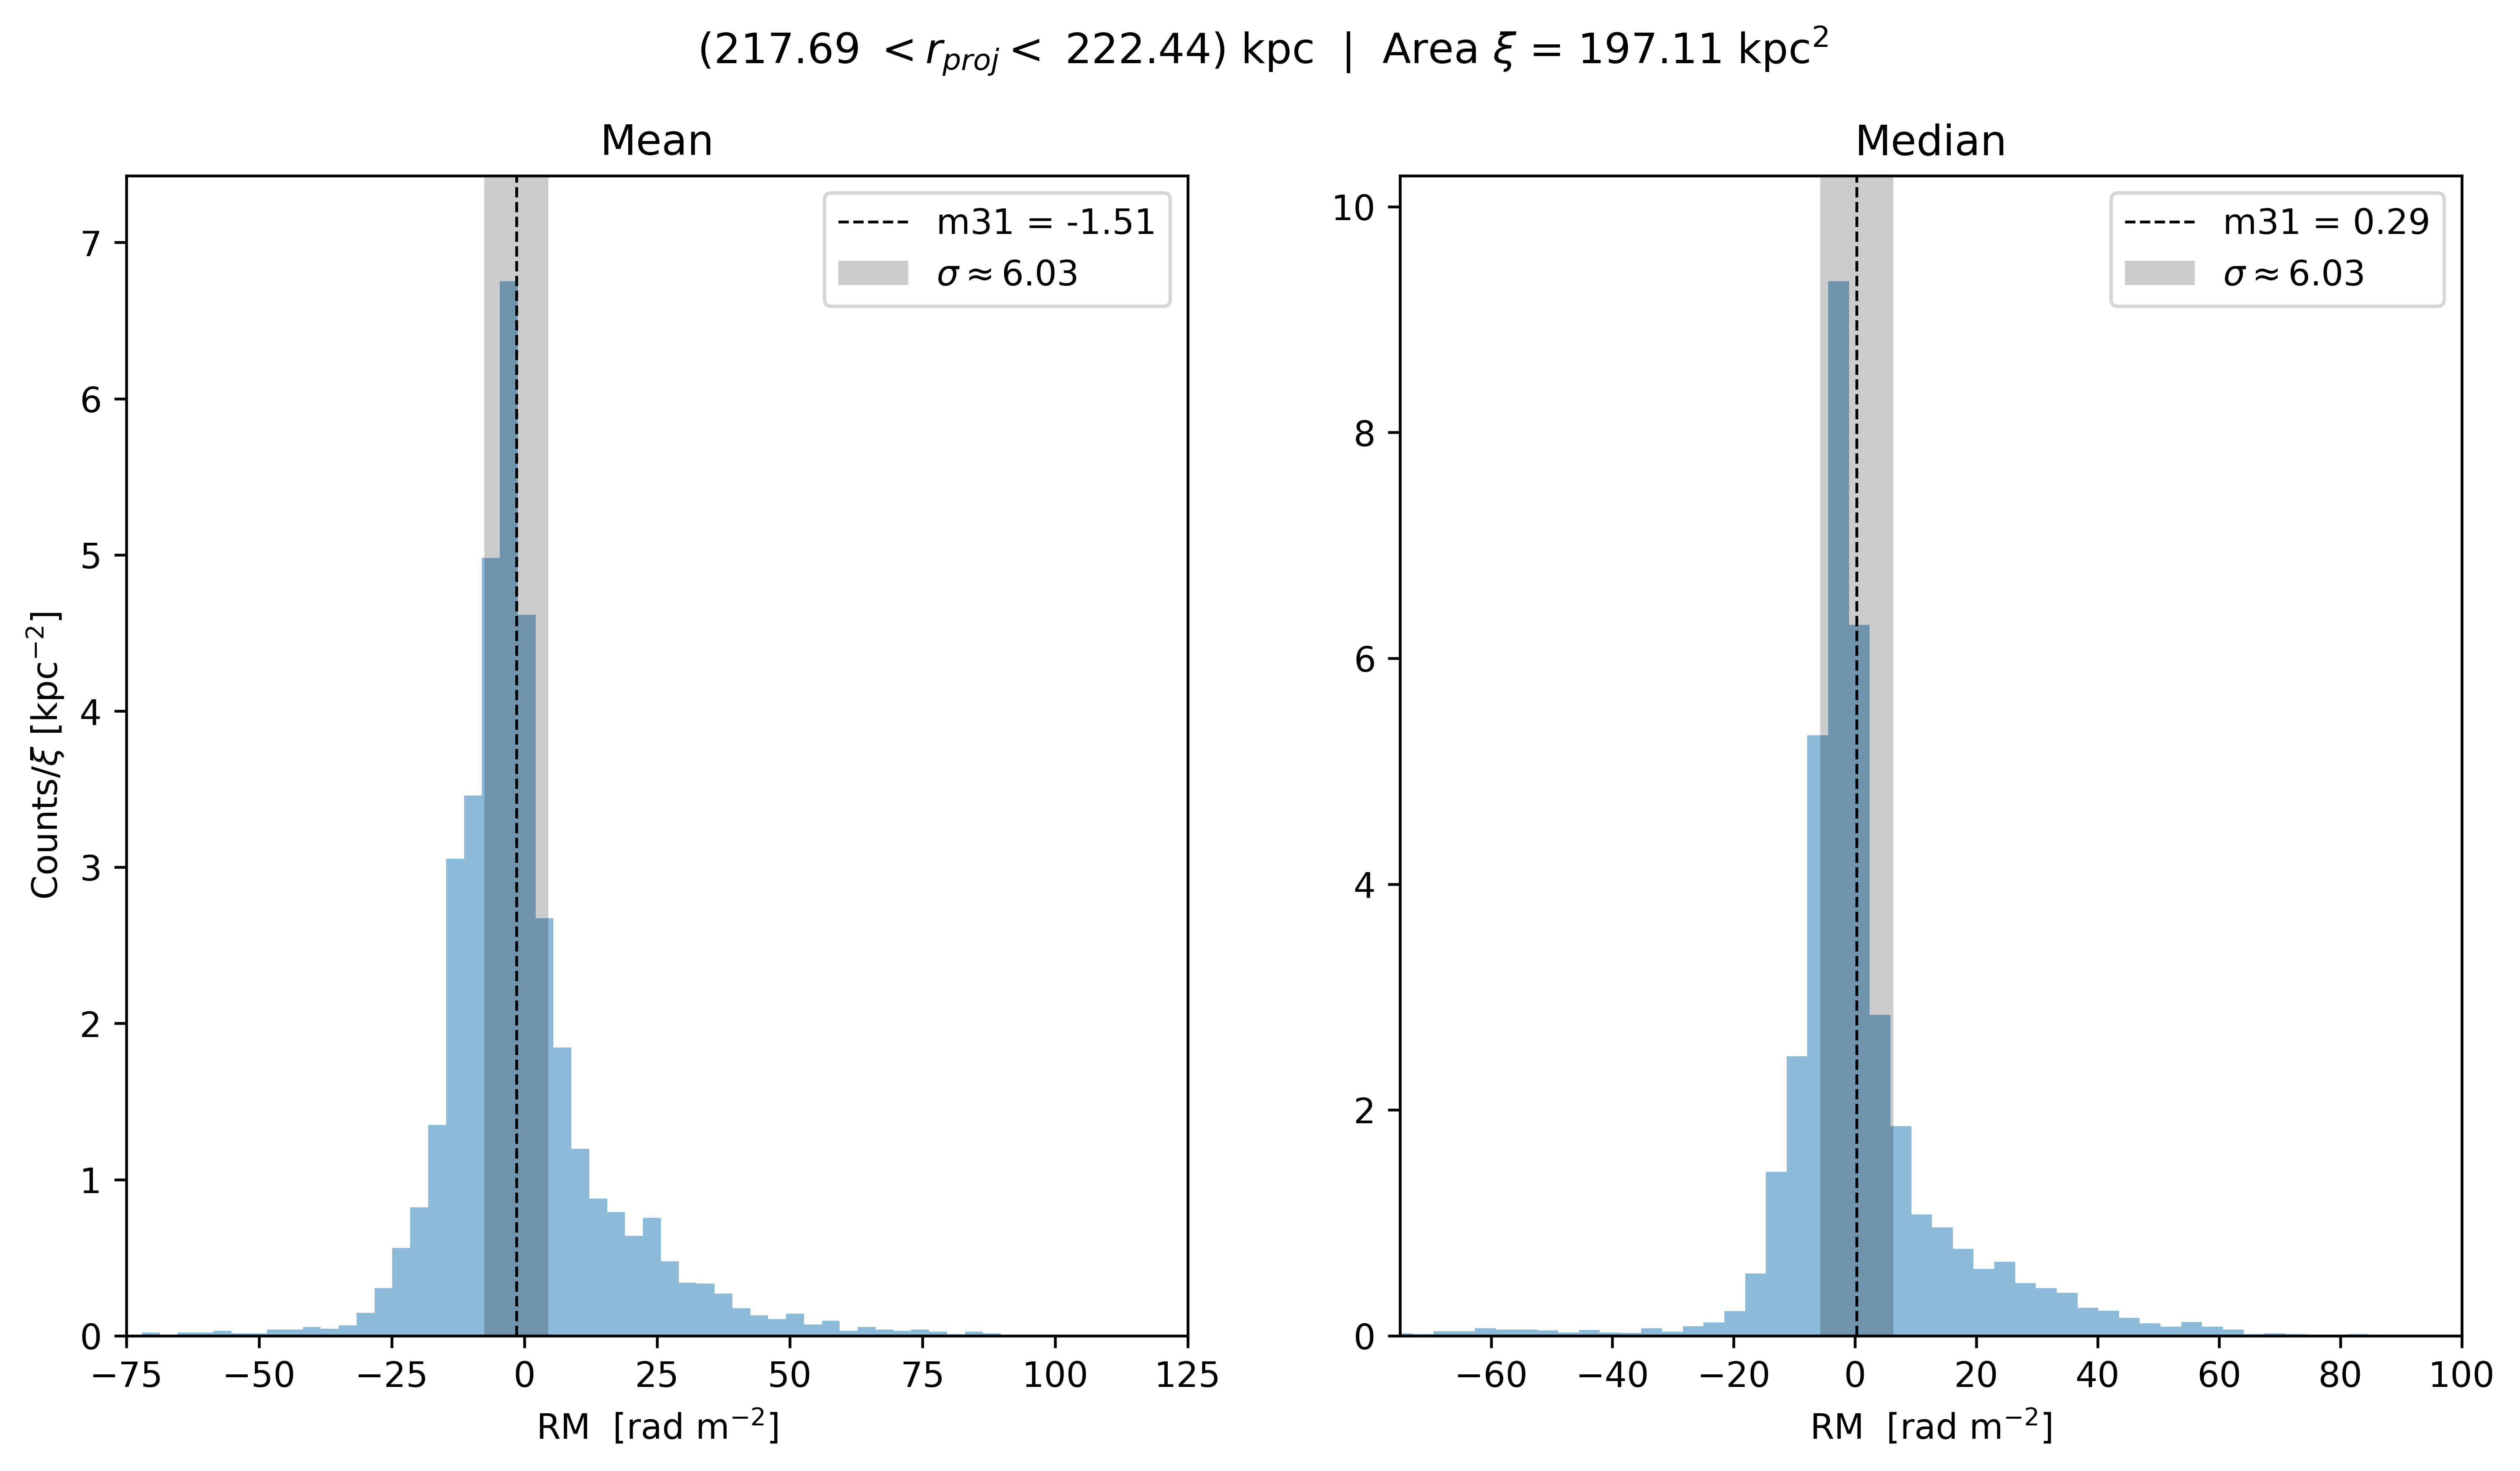 (217.69 < r_proj < 222.44) kpc | Area ξ = 197.11 kpc²
Mean
m31 = -1.51
σ ≈ 6.03
7
6
5
4
3
2
1
0
Counts/ξ [kpc⁻²]
−75 −50 −25 0 25 50 75 100 125
RM [rad m⁻²]
Median
m31 = 0.29
σ ≈ 6.03
10
8
6
4
2
0
−60 −40 −20 0 20 40 60 80 100
RM [rad m⁻²]